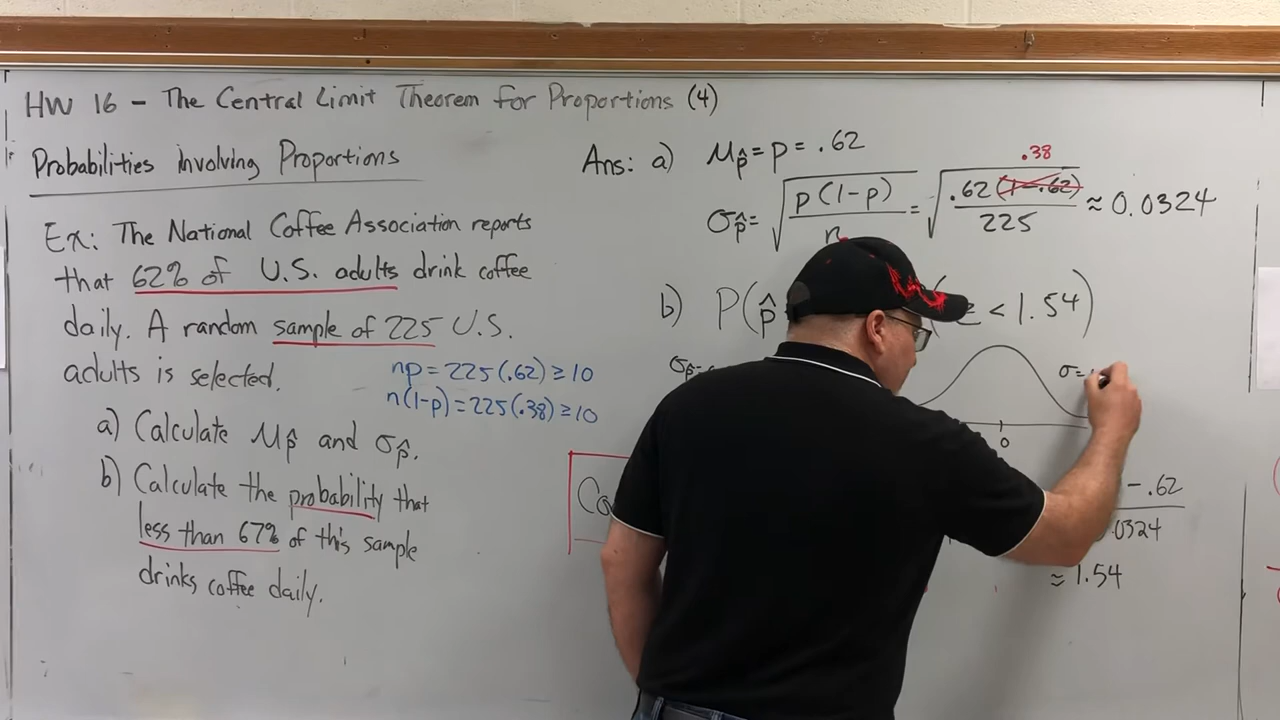 HW 16 – The Central Limit Theorem for Proportions (4)
Probabilities involving Proportions
Ex: The National Coffee Association reports
that 62% of U.S. adults drink coffee
daily. A random sample of 225 U.S.
adults is selected.
np = 225(.62) ≥ 10
n(1-p) = 225(.38) ≥ 10
a) Calculate μp̂ and σp̂.
b) Calculate the probability that
less than 67% of this sample
drinks coffee daily.
Ans: a) μp̂ = p = .62
.38
σp̂ = √(p(1-p)/n) = √(.62(1-.62)/225) ≈ 0.0324
b) P(p̂ z < 1.54)
σp̂=
σ=
0
- .62
.0324
≈ 1.54